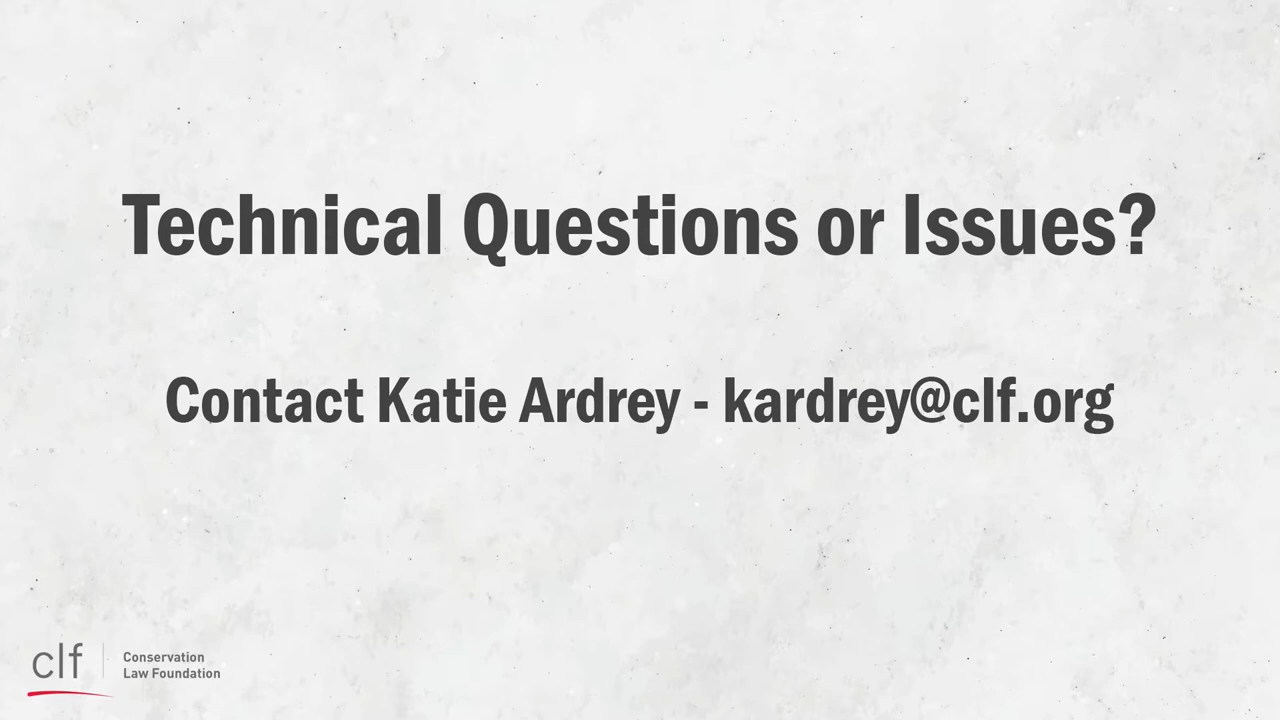 Technical Questions or Issues?
Contact Katie Ardrey - kardrey@clf.org
clf
Conservation
Law Foundation